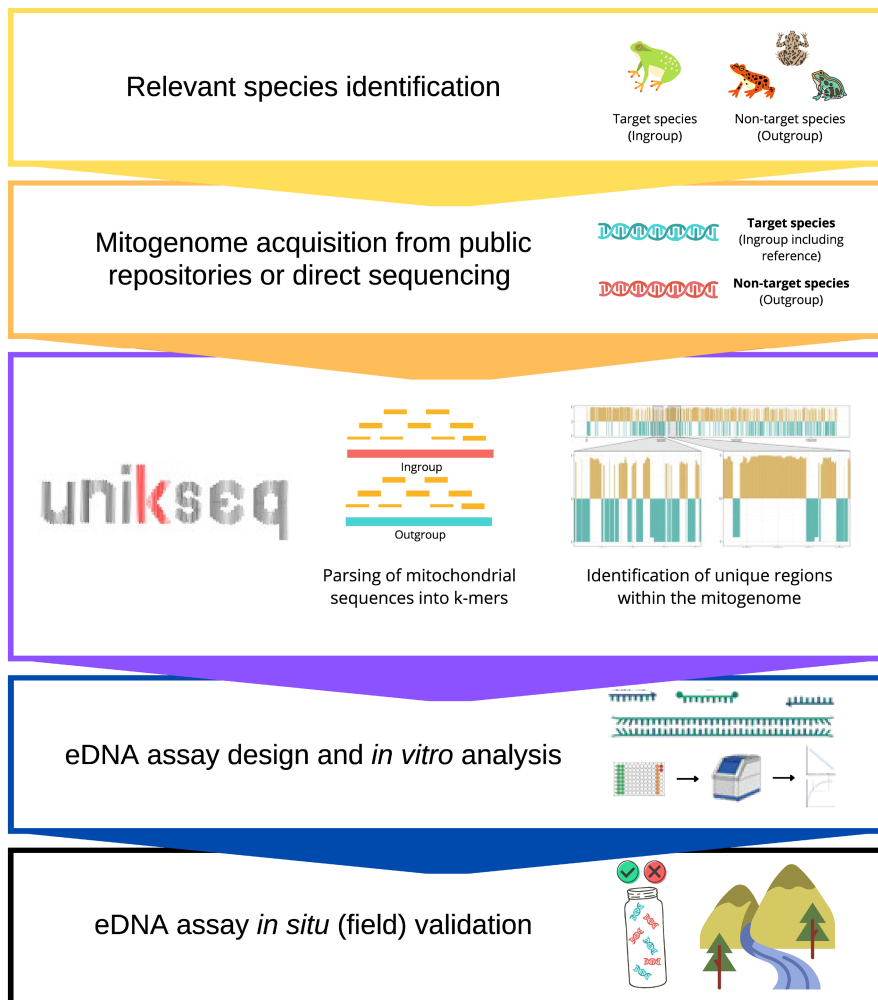 Relevant species identification
Target species
(Ingroup)
Non-target species
(Outgroup)
Mitogenome acquisition from public
repositories or direct sequencing
Target species
(Ingroup including
reference)
Non-target species
(Outgroup)
unikseq
Ingroup
Outgroup
Parsing of mitochondrial
sequences into k-mers
Identification of unique regions
within the mitogenome
eDNA assay design and in vitro analysis
eDNA assay in situ (field) validation